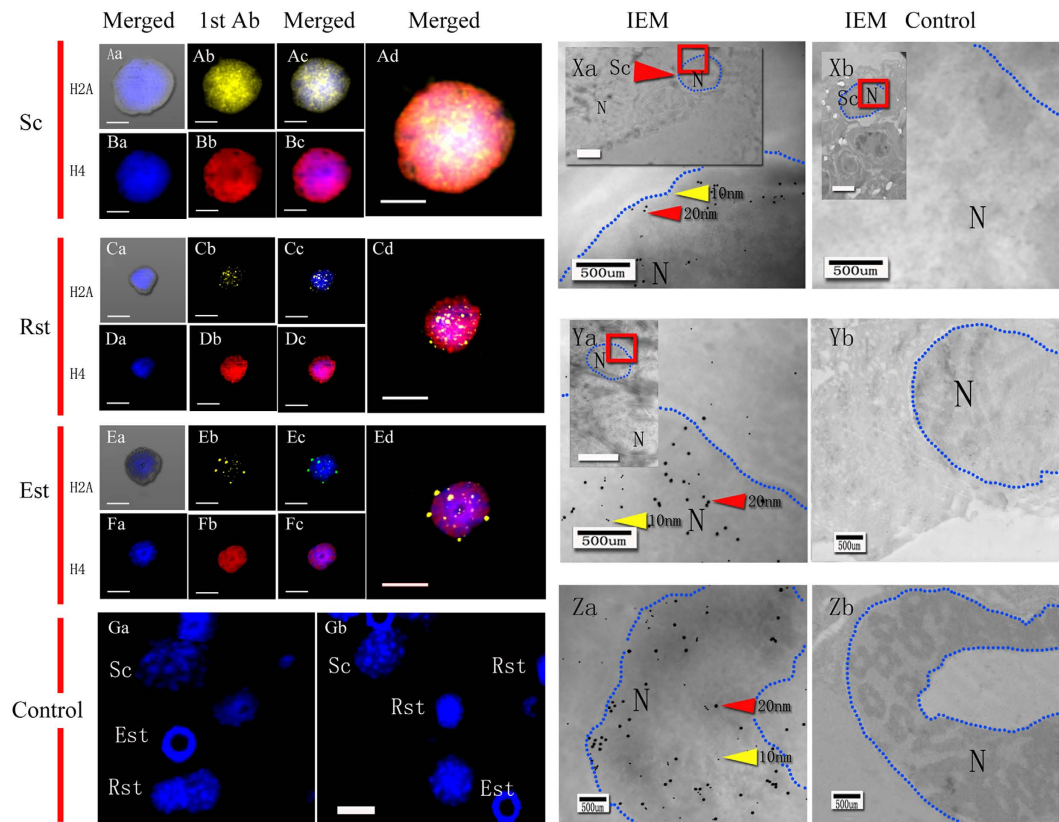 Merged 1st Ab Merged Merged IEM IEM Control
Sc
H2A
Aa Ab Ac Ad
H4
Ba Bb Bc
Rst
H2A
Ca Cb Cc Cd
H4
Da Db Dc
Est
H2A
Ea Eb Ec Ed
H4
Fa Fb Fc
Control
Ga
Sc
Est
Rst
Gb
Sc
Rst
Rst
Est
Xa
Sc
N
N
10nm
20nm
500um
N
Xb
Sc N
N
500um
Ya
N
N
20nm
10nm
N
500um
Yb
N
500um
Za
N
20nm
10nm
500um
Zb
N
500um